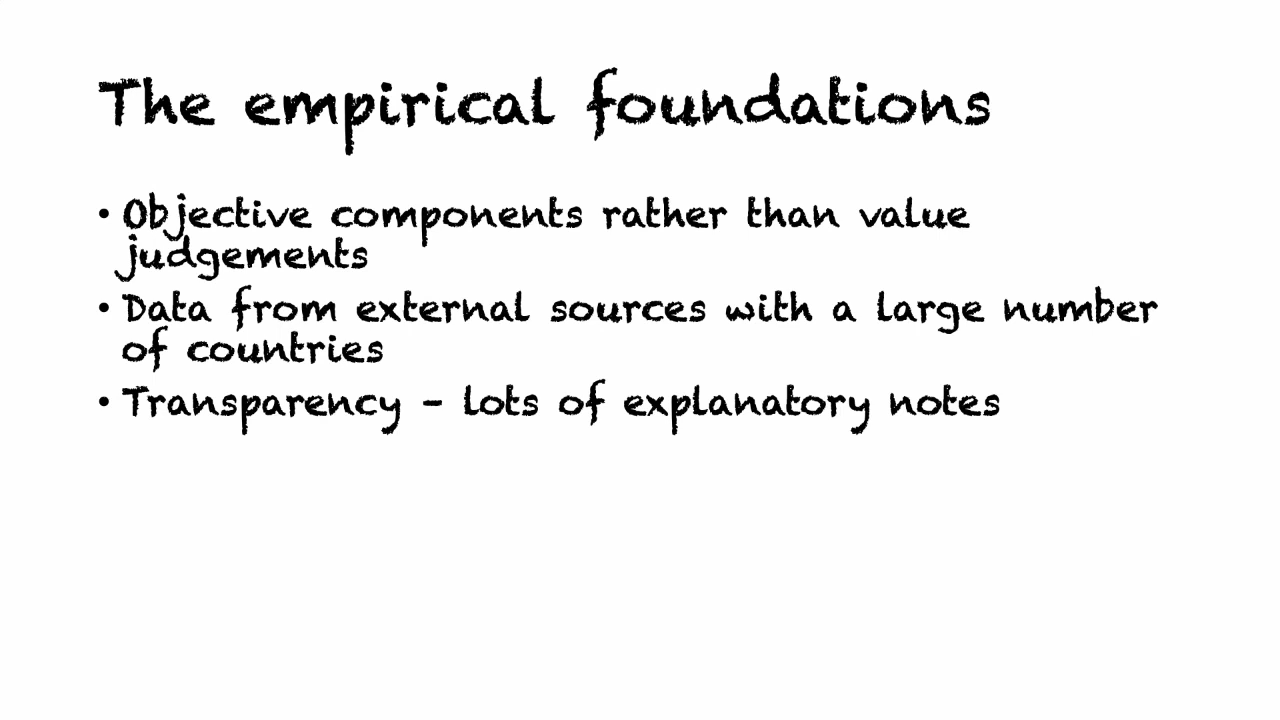 The empirical foundations
• Objective components rather than value
judgements
• Data from external sources with a large number
of countries
• Transparency – lots of explanatory notes